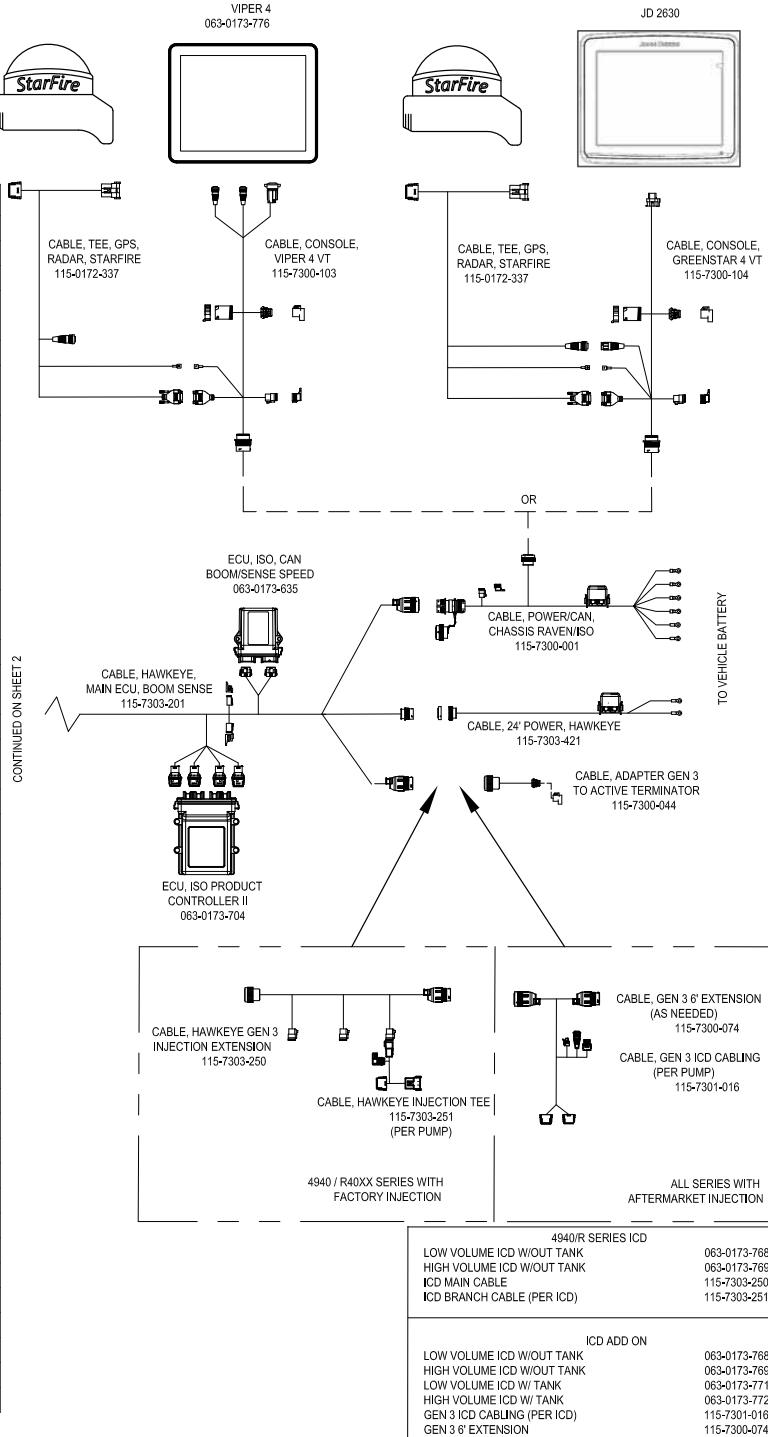 VIPER 4
063-0173-776
JD 2630
JOHN DEERE
StarFire
StarFire
CABLE, TEE, GPS,
RADAR, STARFIRE
115-0172-337
CABLE, CONSOLE,
VIPER 4 VT
115-7300-103
CABLE, TEE, GPS,
RADAR, STARFIRE
115-0172-337
CABLE, CONSOLE,
GREENSTAR 4 VT
115-7300-104
OR
ECU, ISO, CAN
BOOM/SENSE SPEED
063-0173-635
CABLE, POWER/CAN,
CHASSIS RAVEN/ISO
115-7300-001
TO VEHICLE BATTERY
CONTINUED ON SHEET 2
CABLE, HAWKEYE,
MAIN ECU, BOOM SENSE
115-7303-201
CABLE, 24' POWER, HAWKEYE
115-7303-421
CABLE, ADAPTER GEN 3
TO ACTIVE TERMINATOR
115-7300-044
ECU, ISO PRODUCT
CONTROLLER II
063-0173-704
CABLE, HAWKEYE GEN 3
INJECTION EXTENSION
115-7303-250
CABLE, HAWKEYE INJECTION TEE
115-7303-251
(PER PUMP)
4940 / R40XX SERIES WITH
FACTORY INJECTION
CABLE, GEN 3 6' EXTENSION
(AS NEEDED)
115-7300-074
CABLE, GEN 3 ICD CABLING
(PER PUMP)
115-7301-016
ALL SERIES WITH
AFTERMARKET INJECTION
4940/R SERIES ICD
LOW VOLUME ICD W/OUT TANK 063-0173-768
HIGH VOLUME ICD W/OUT TANK 063-0173-769
ICD MAIN CABLE 115-7303-250
ICD BRANCH CABLE (PER ICD) 115-7303-251
ICD ADD ON
LOW VOLUME ICD W/OUT TANK 063-0173-768
HIGH VOLUME ICD W/OUT TANK 063-0173-769
LOW VOLUME ICD W/ TANK 063-0173-771
HIGH VOLUME ICD W/ TANK 063-0173-772
GEN 3 ICD CABLING (PER ICD) 115-7301-016
GEN 3 6' EXTENSION 115-7300-074